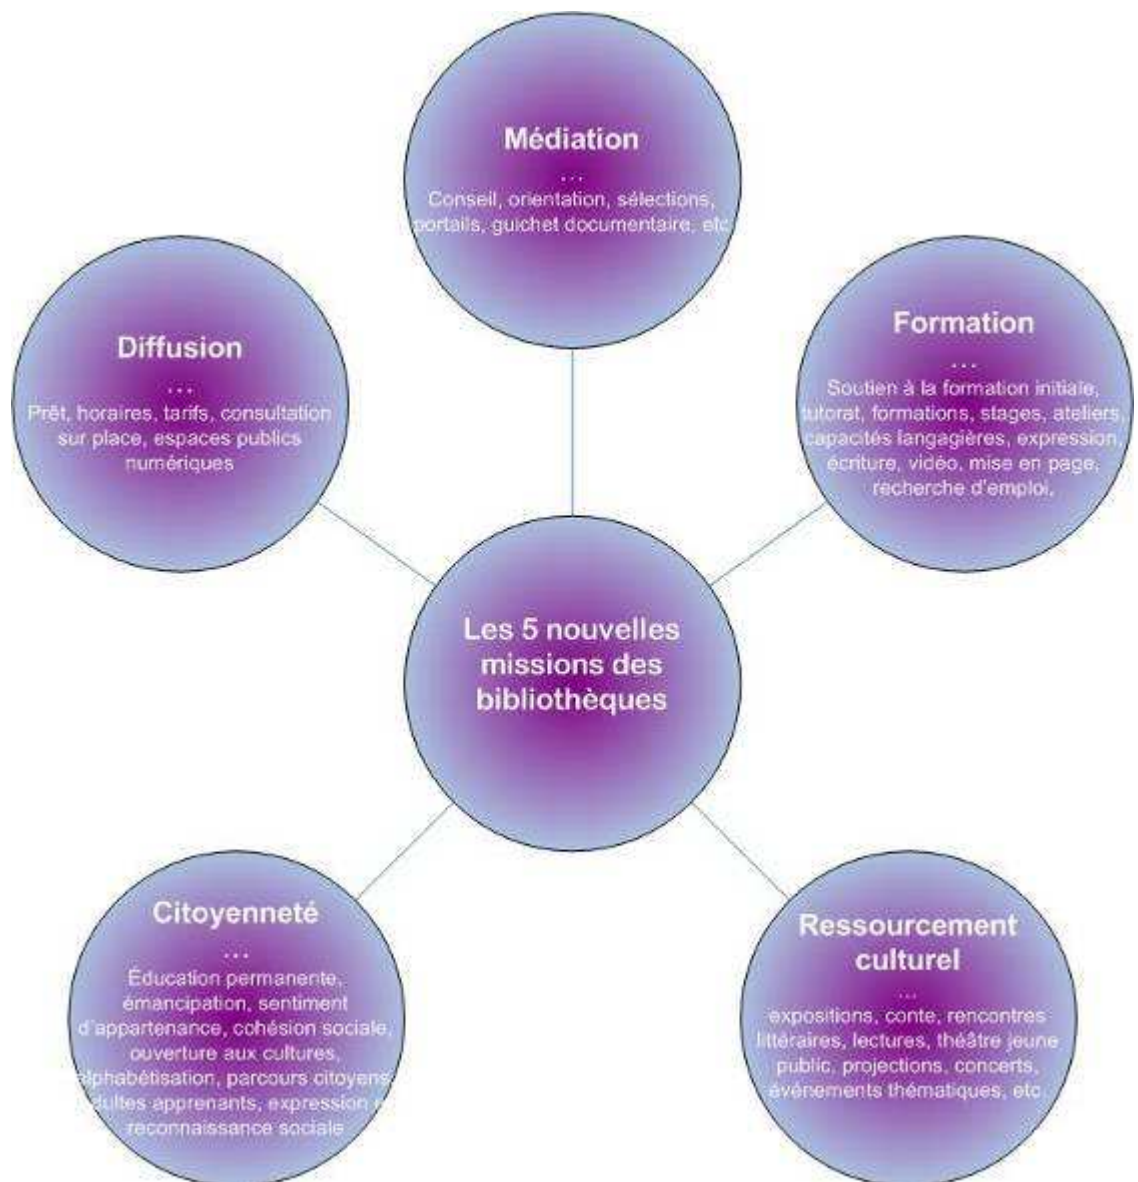 Médiation
...
Conseil, orientation, sélections,
portails, guichet documentaire, etc
Diffusion
...
Prêt, horaires, tarifs, consultation
sur place, espaces publics
numériques
Formation
...
Soutien à la formation initiale,
tutorat, formations, stages, ateliers,
capacités langagières, expression,
écriture, vidéo, mise en page,
recherche d'emploi,
Les 5 nouvelles
missions des
bibliothèques
Citoyenneté
...
Éducation permanente,
émancipation, sentiment
d'appartenance, cohésion sociale,
ouverture aux cultures,
alphabétisation, parcours citoyens,
adultes apprenants, expression e
reconnaissance sociale
Ressourcement
culturel
...
expositions, conte, rencontres
littéraires, lectures, théâtre jeune
public, projections, concerts,
événements thématiques, etc.